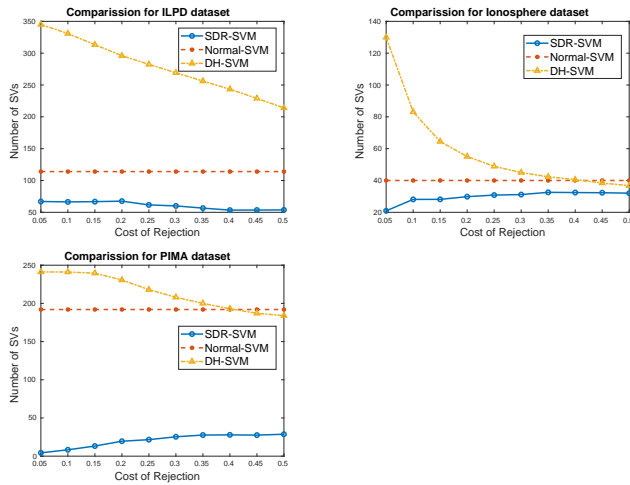 Comparission for ILPD dataset
350
300
250
200
150
100
50
Number of SVs
SDR-SVM
Normal-SVM
DH-SVM
0.05 0.1 0.15 0.2 0.25 0.3 0.35 0.4 0.45 0.5
Cost of Rejection
Comparission for Ionosphere dataset
140
120
100
80
60
40
20
Number of SVs
SDR-SVM
Normal-SVM
DH-SVM
0.05 0.1 0.15 0.2 0.25 0.3 0.35 0.4 0.45 0.5
Cost of Rejection
Comparission for PIMA dataset
250
200
150
100
50
0
Number of SVs
SDR-SVM
Normal-SVM
DH-SVM
0.05 0.1 0.15 0.2 0.25 0.3 0.35 0.4 0.45 0.5
Cost of Rejection